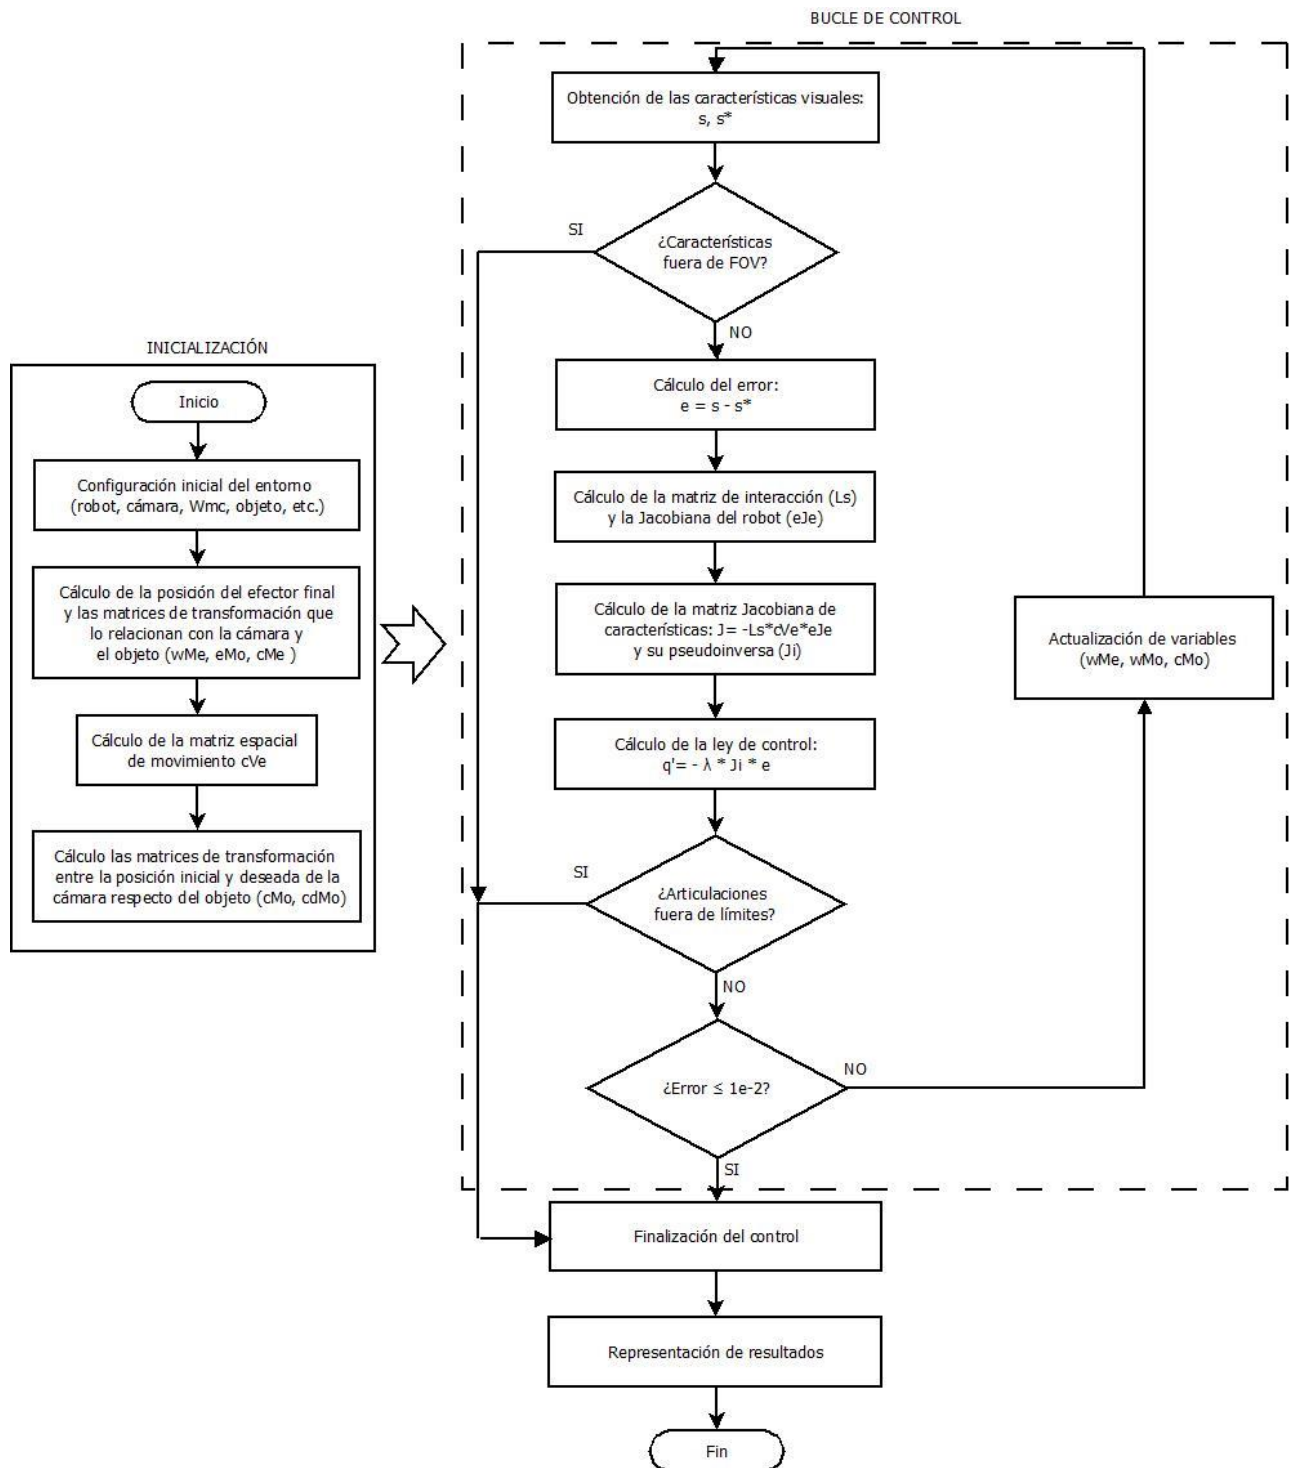 INICIALIZACIÓN
Inicio
Configuración inicial del entorno
(robot, cámara, Wmc, objeto, etc.)
Cálculo de la posición del efector final
y las matrices de transformación que
lo relacionan con la cámara y
el objeto (wMe, eMo, cMe )
Cálculo de la matriz espacial
de movimiento cVe
Cálculo las matrices de transformación
entre la posición inicial y deseada de la
cámara respecto del objeto (cMo, cdMo)
BUCLE DE CONTROL
Obtención de las características visuales:
s, s*
¿Características
fuera de FOV?
SI
NO
Cálculo del error:
e = s - s*
Cálculo de la matriz de interacción (Ls)
y la Jacobiana del robot (eJe)
Cálculo de la matriz Jacobiana de
características: J= -Ls*cVe*eJe
y su pseudoinversa (Ji)
Cálculo de la ley de control:
q'= - λ * Ji * e
¿Articulaciones
fuera de límites?
SI
NO
¿Error ≤ 1e-2?
NO
SI
Actualización de variables
(wMe, wMo, cMo)
Finalización del control
Representación de resultados
Fin